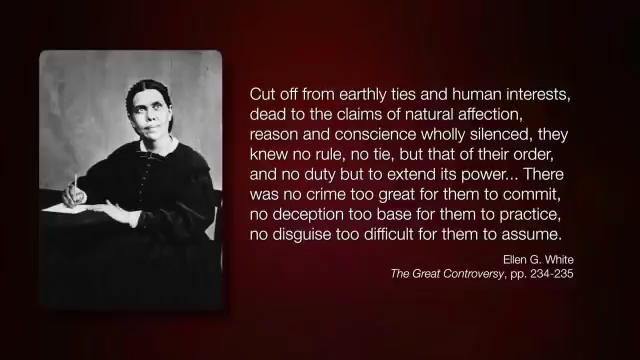 Cut off from earthly ties and human interests,
dead to the claims of natural affection,
reason and conscience wholly silenced, they
knew no rule, no tie, but that of their order,
and no duty but to extend its power... There
was no crime too great for them to commit,
no deception too base for them to practice,
no disguise too difficult for them to assume.
Ellen G. White
The Great Controversy, pp. 234-235